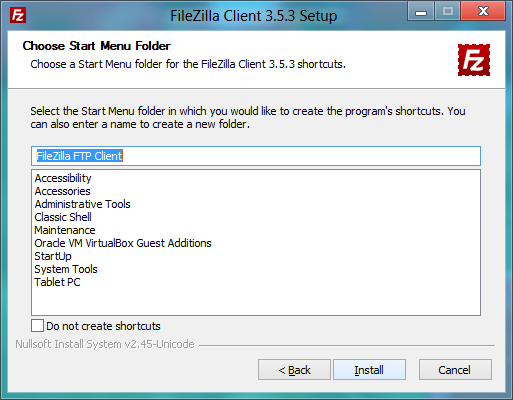 FileZilla Client 3.5.3 Setup
Choose Start Menu Folder
Choose a Start Menu folder for the FileZilla Client 3.5.3 shortcuts.
Fz
Select the Start Menu folder in which you would like to create the program's shortcuts. You
can also enter a name to create a new folder.
FileZilla FTP Client
Accessibility
Accessories
Administrative Tools
Classic Shell
Maintenance
Oracle VM VirtualBox Guest Additions
StartUp
System Tools
Tablet PC
Do not create shortcuts
Nullsoft Install System v2.45-Unicode
< Back Install Cancel